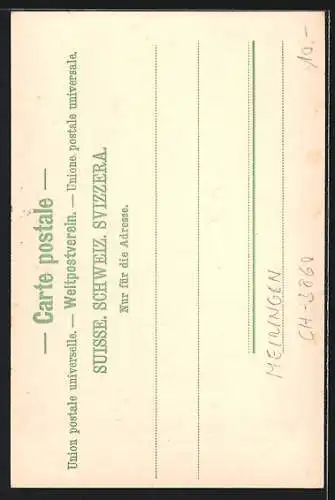 — Carte postale —
Union postale universelle. — Weltpostverein. — Unione postale universale.
SUISSE. SCHWEIZ. SVIZZERA.
Nur für die Adresse.
MEIRINGEN
CH-3860
10.-